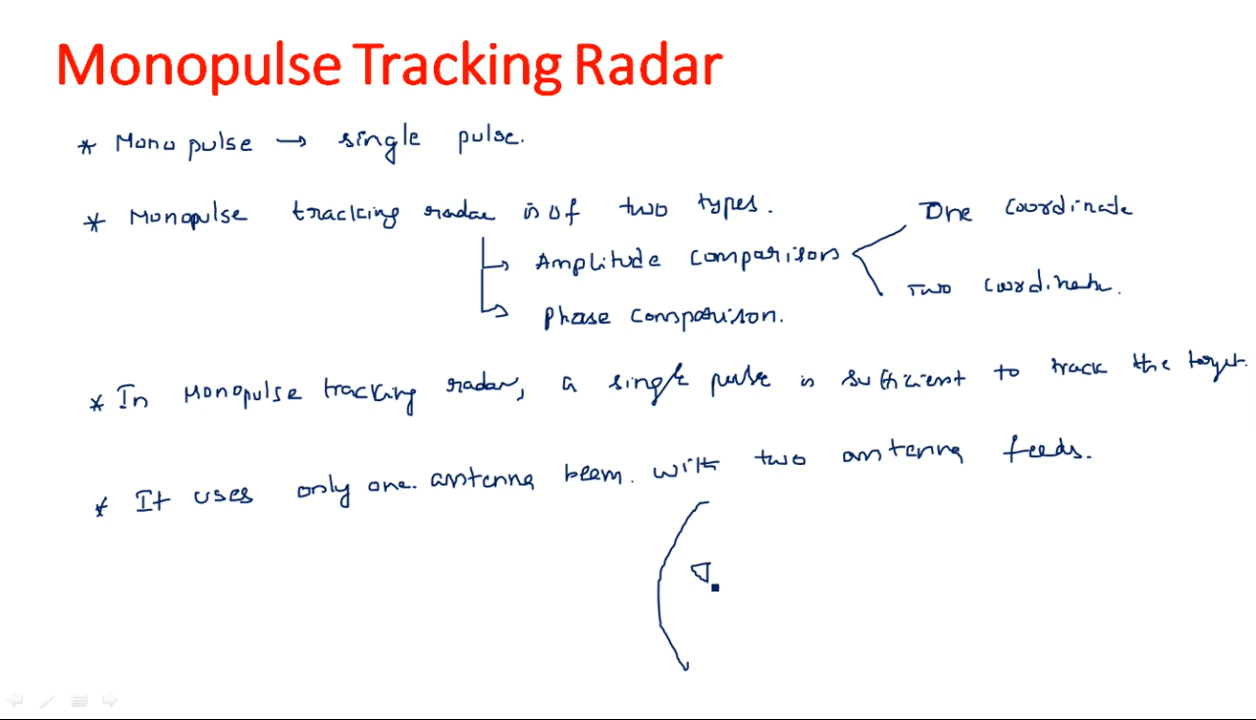 Monopulse Tracking Radar
* Monopulse → single pulse.
* Monopulse tracking radar is of two types.
One coordinate
Amplitude comparison
Two coordinate.
Phase comparison.
* In Monopulse tracking radar, a single pulse is sufficient to track the target.
* It uses only one antenna beam. with two antenna feeds.